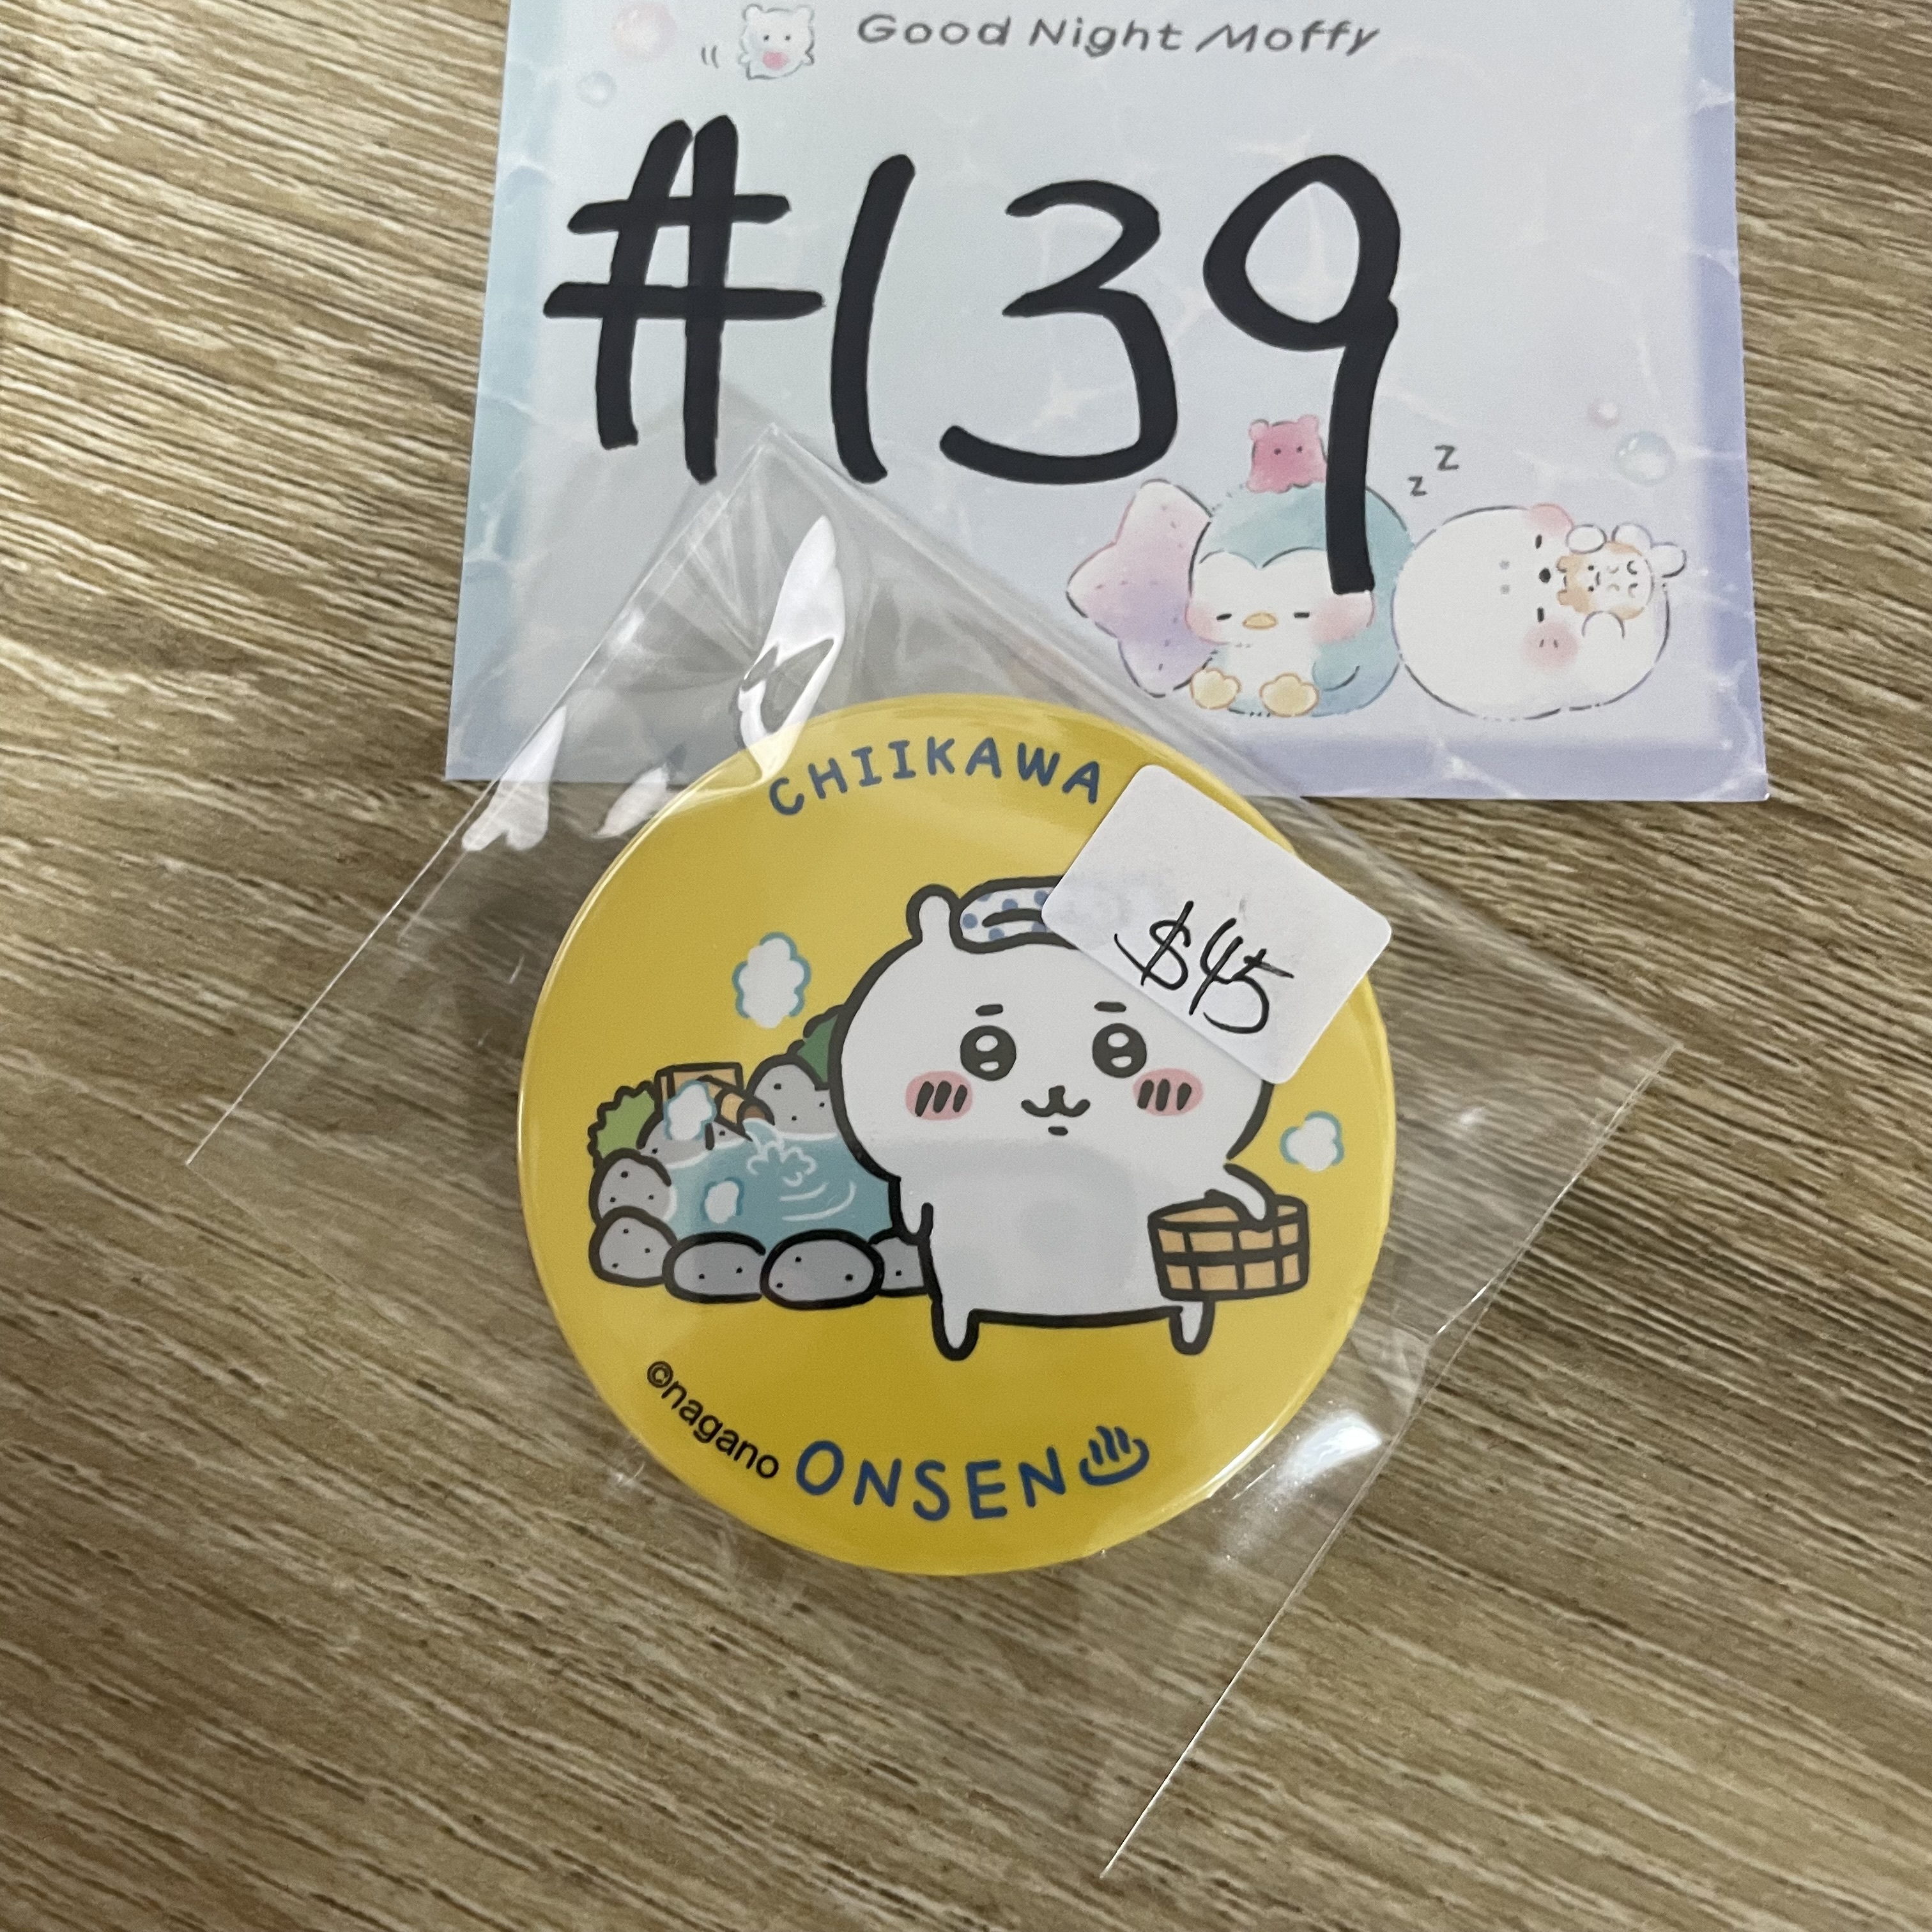 Good Night Moffy
#139
z
z
CHIIKAWA
$45
©nagano
ONSEN♨